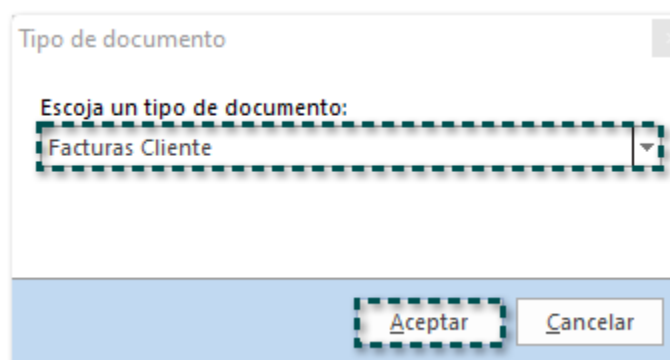 Tipo de documento
Escoja un tipo de documento:
Facturas Cliente
Aceptar Cancelar